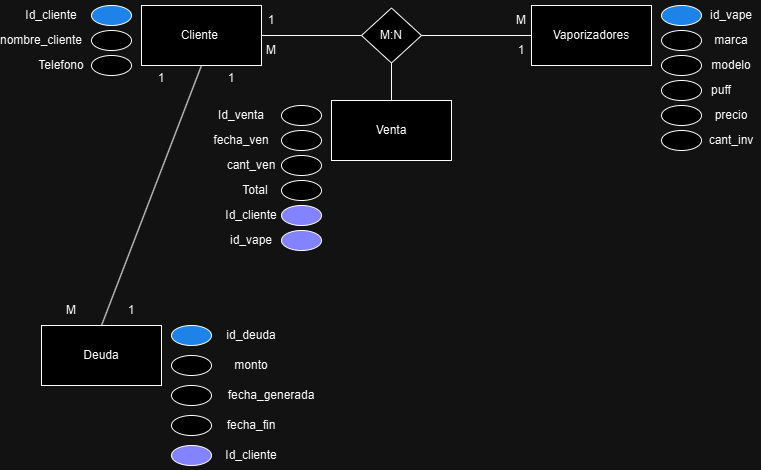 Id_cliente
nombre_cliente
Telefono
Cliente
1
M
1
1
M:N
M
1
Vaporizadores
id_vape
marca
modelo
puff
precio
cant_inv
Id_venta
fecha_ven
cant_ven
Total
Id_cliente
id_vape
Venta
M
1
Deuda
id_deuda
monto
fecha_generada
fecha_fin
Id_cliente